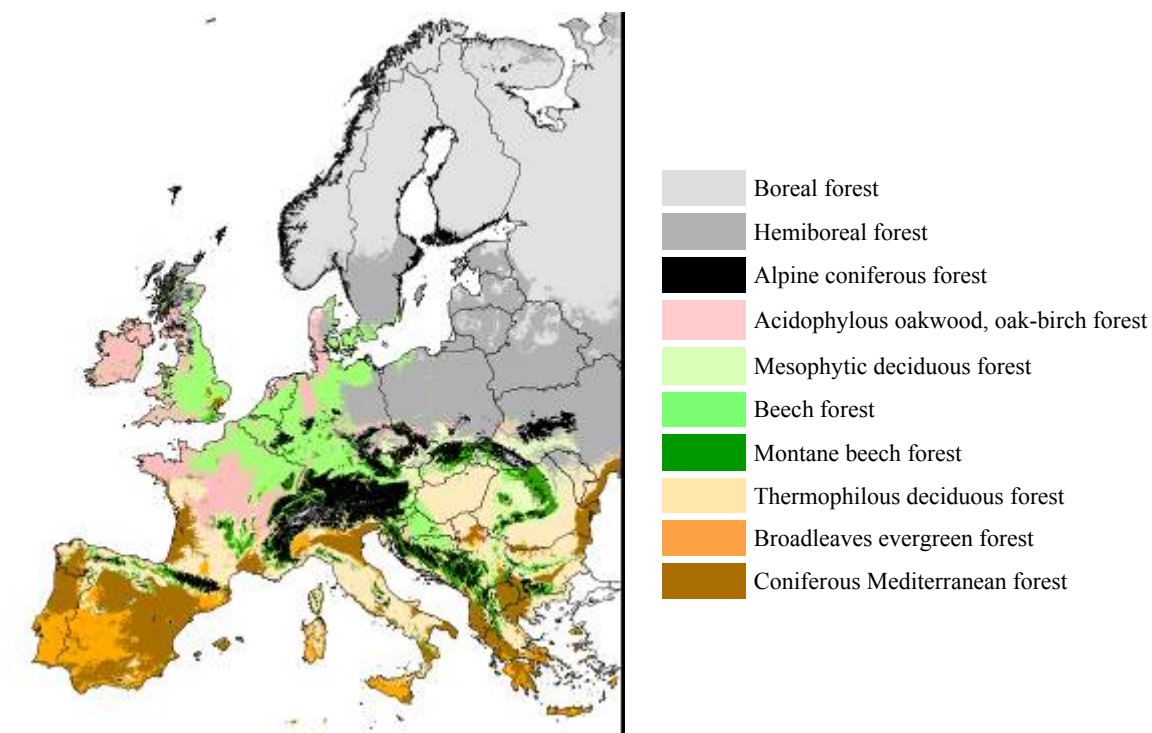 Boreal forest
Hemiboreal forest
Alpine coniferous forest
Acidophylous oakwood, oak-birch forest
Mesophytic deciduous forest
Beech forest
Montane beech forest
Thermophilous deciduous forest
Broadleaves evergreen forest
Coniferous Mediterranean forest